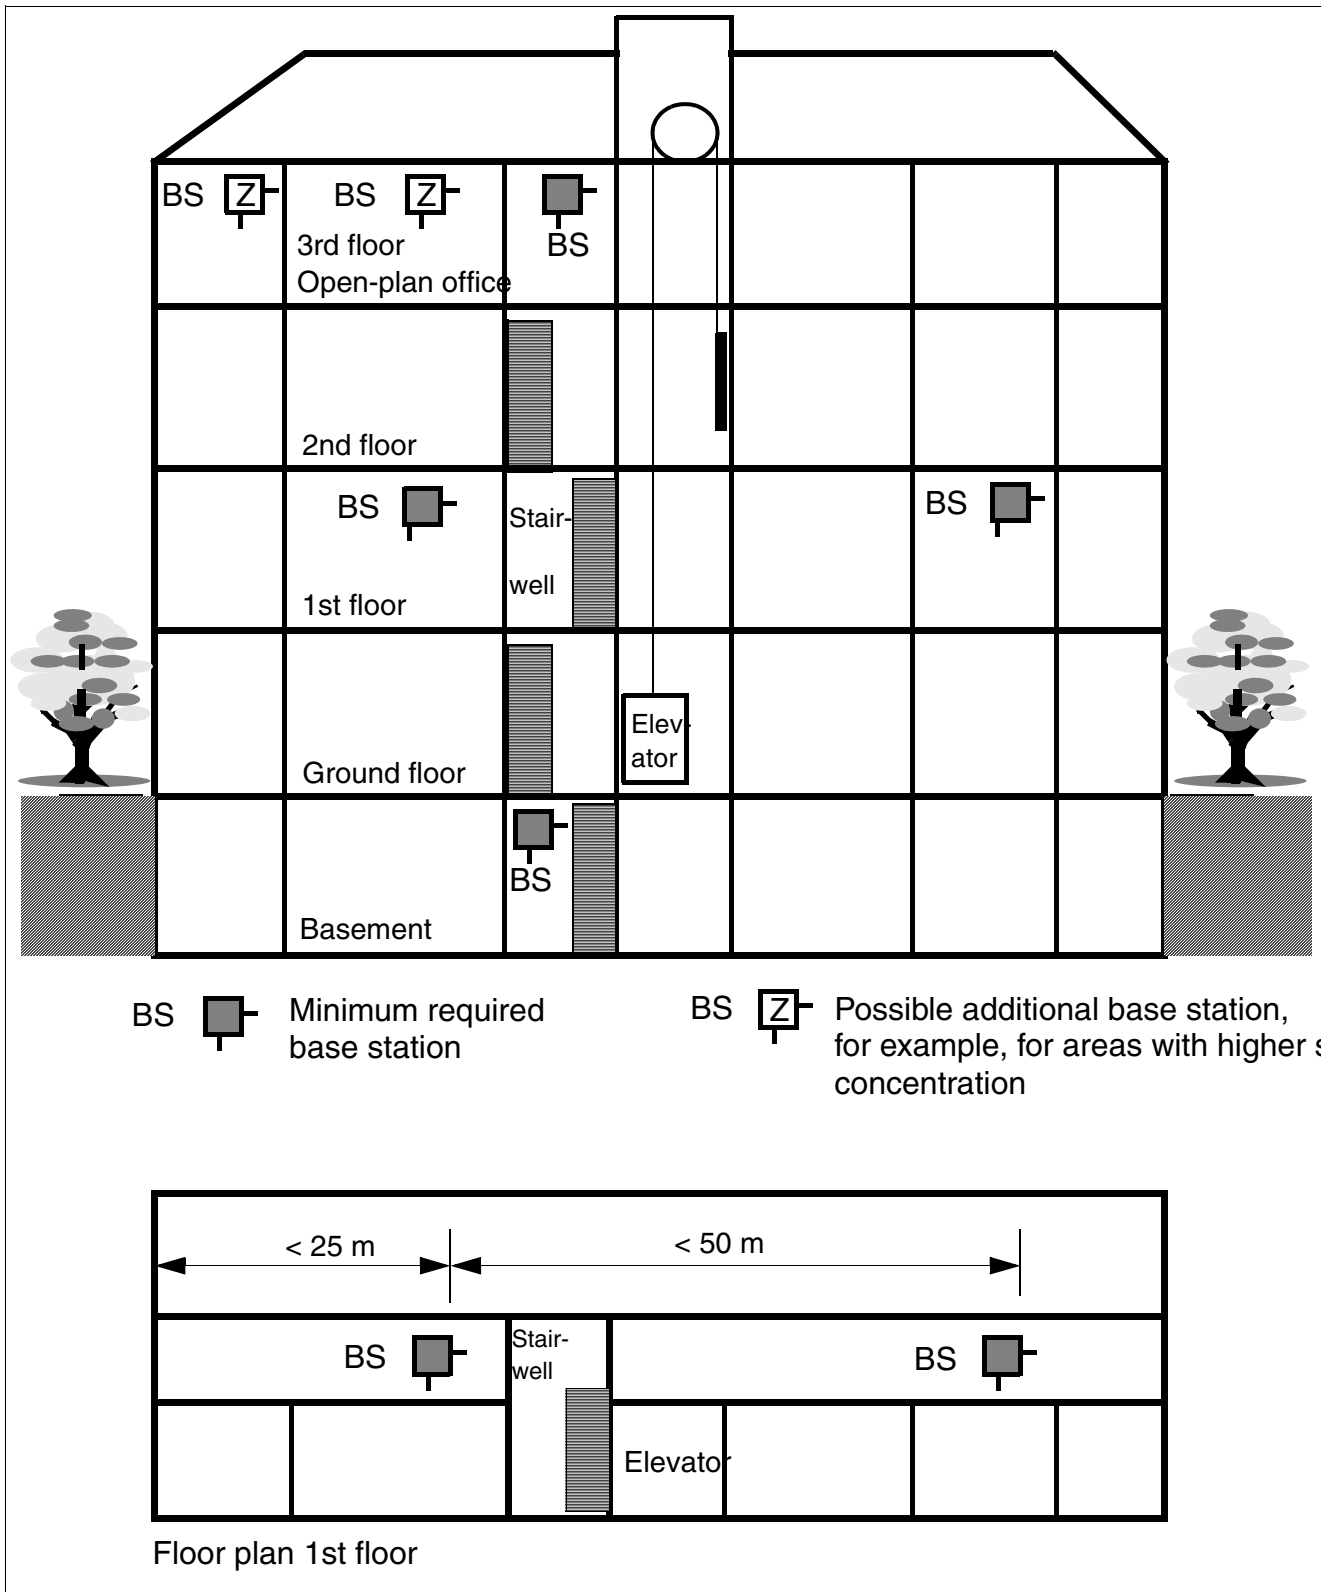 BS Z BS Z
BS
3rd floor
Open-plan office
2nd floor
BS BS
Stair-
well
1st floor
Elev-
ator
Ground floor
BS
Basement
BS Minimum required
base station
BS Z Possible additional base station,
for example, for areas with higher
concentration
< 25 m < 50 m
Stair-
well
BS BS
Elevator
Floor plan 1st floor